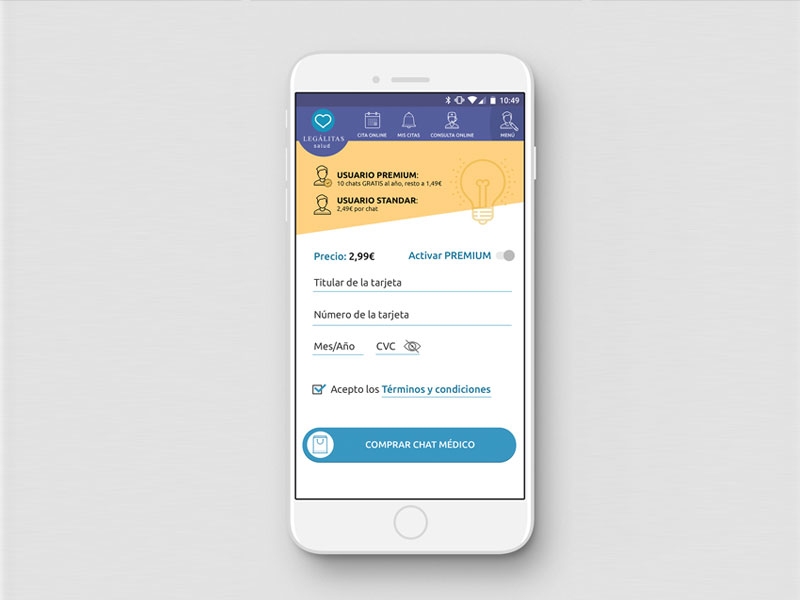 10:49
LEGÁLITAS
salud
CITA ONLINE
MIS CITAS
CONSULTA ONLINE
MENÚ
USUARIO PREMIUM:
10 chats GRATIS al año, resto a 1,49€
USUARIO STANDAR:
2,49€ por chat
Precio: 2,99€
Activar PREMIUM
Titular de la tarjeta
Número de la tarjeta
Mes/Año
CVC
Acepto los Términos y condiciones
COMPRAR CHAT MÉDICO